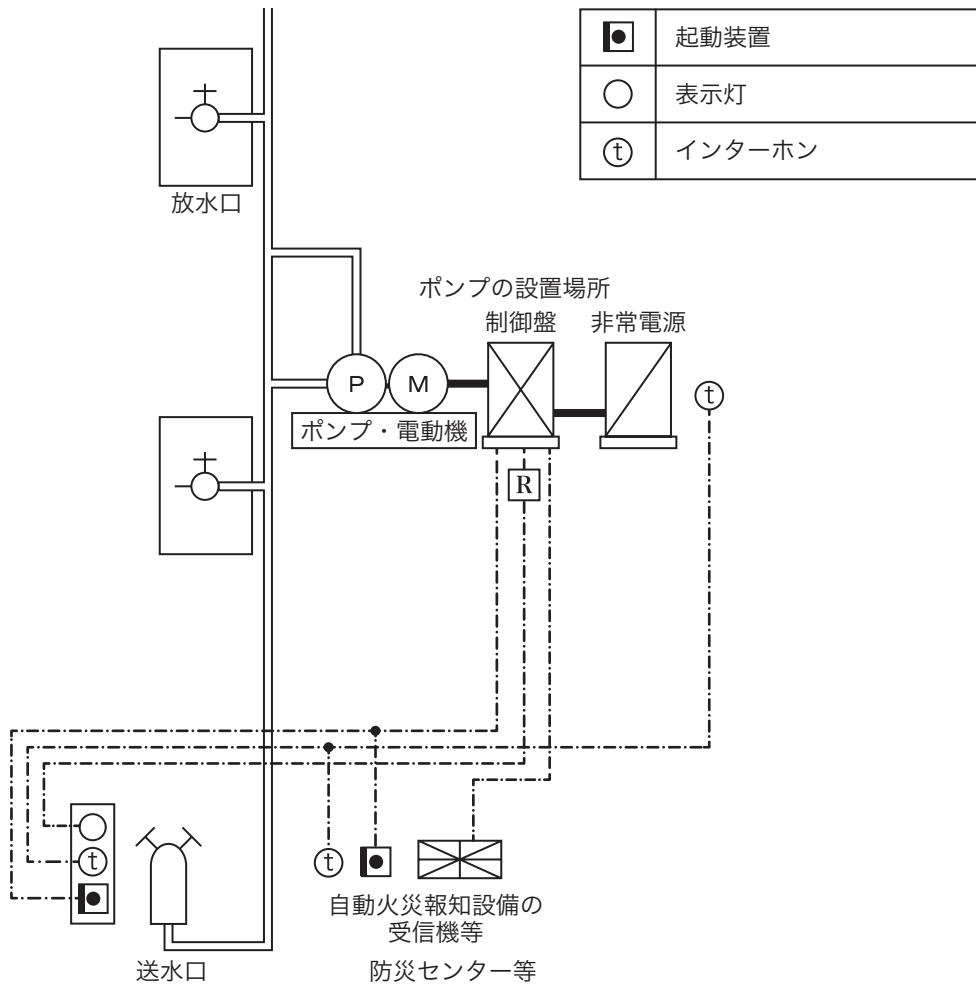 起動装置
表示灯
t
インターホン
放水口
ポンプの設置場所
制御盤
非常電源
P
M
t
ポンプ・電動機
R
t
t
自動火災報知設備の
受信機等
送水口
防災センター等